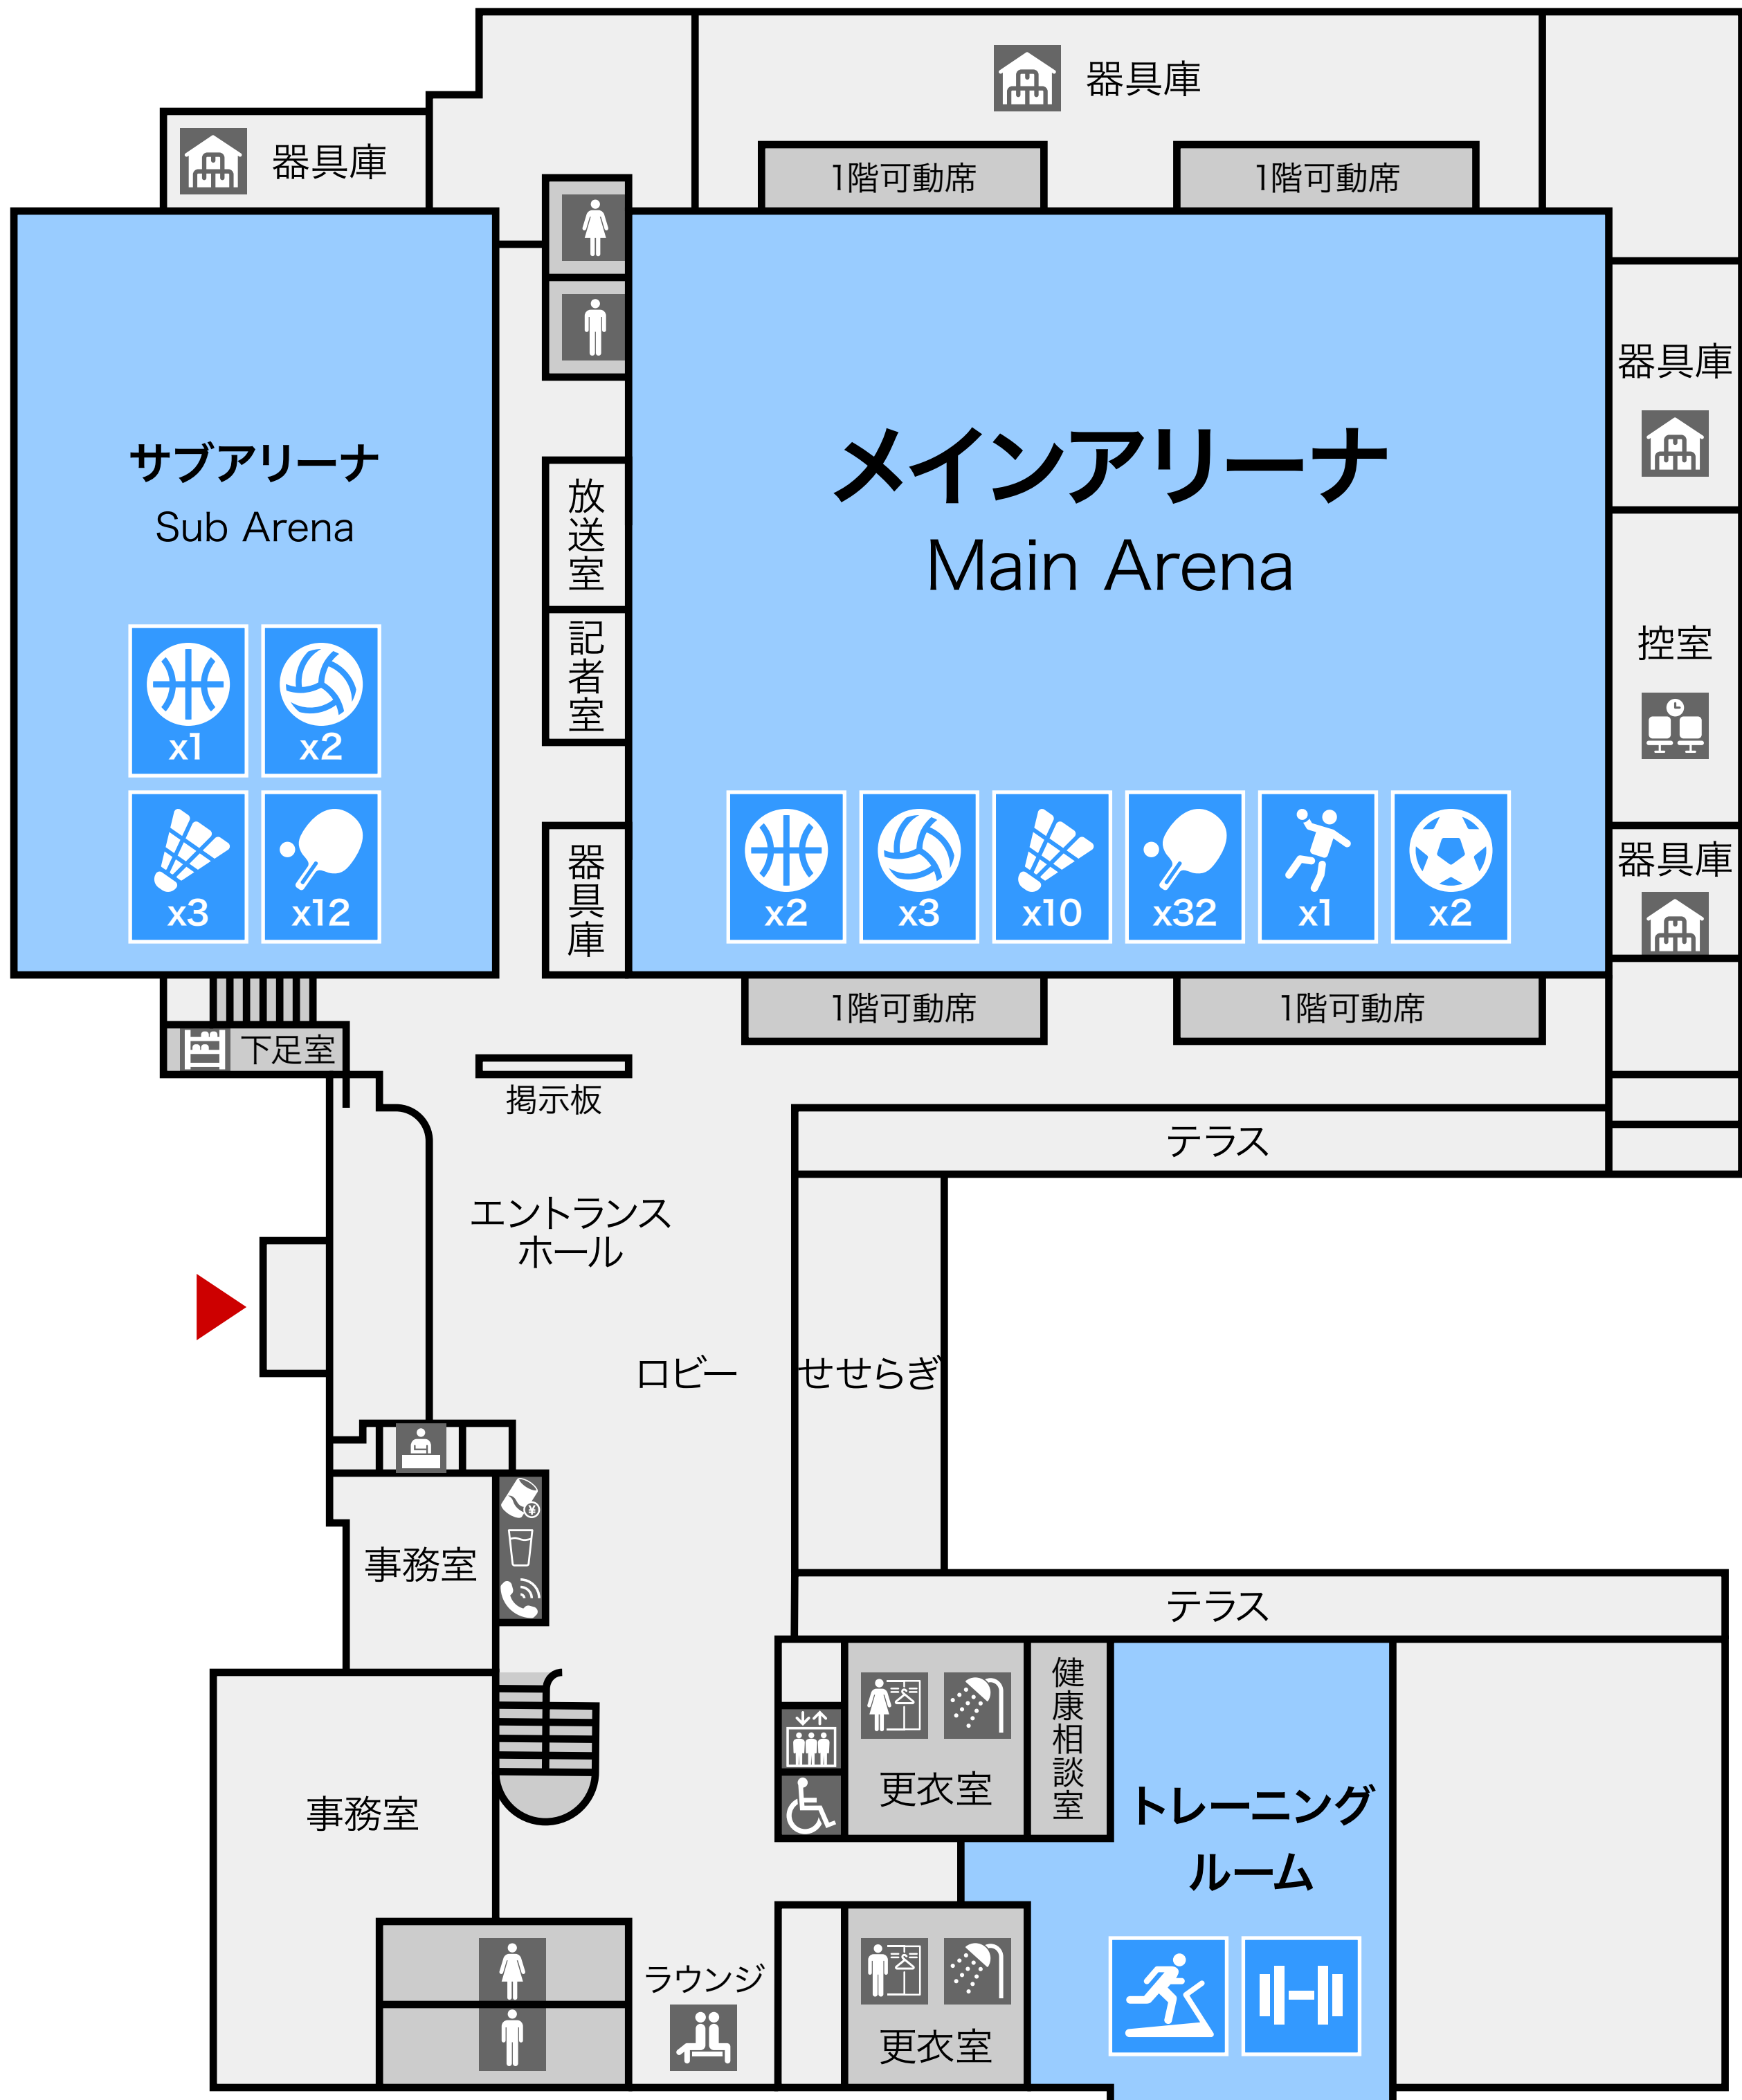 器具庫
器具庫
1階可動席
1階可動席
サブアリーナ
Sub Arena
x1
x2
x3
x12
放送室
記者室
器具庫
メインアリーナ
Main Arena
x2
x3
x10
x32
x1
x2
器具庫
控室
器具庫
1階可動席
1階可動席
下足室
掲示板
テラス
エントランス
ホール
ロビー
せせらぎ
¥
事務室
テラス
事務室
更衣室
健康相談室
トレーニング
ルーム
ラウンジ
更衣室